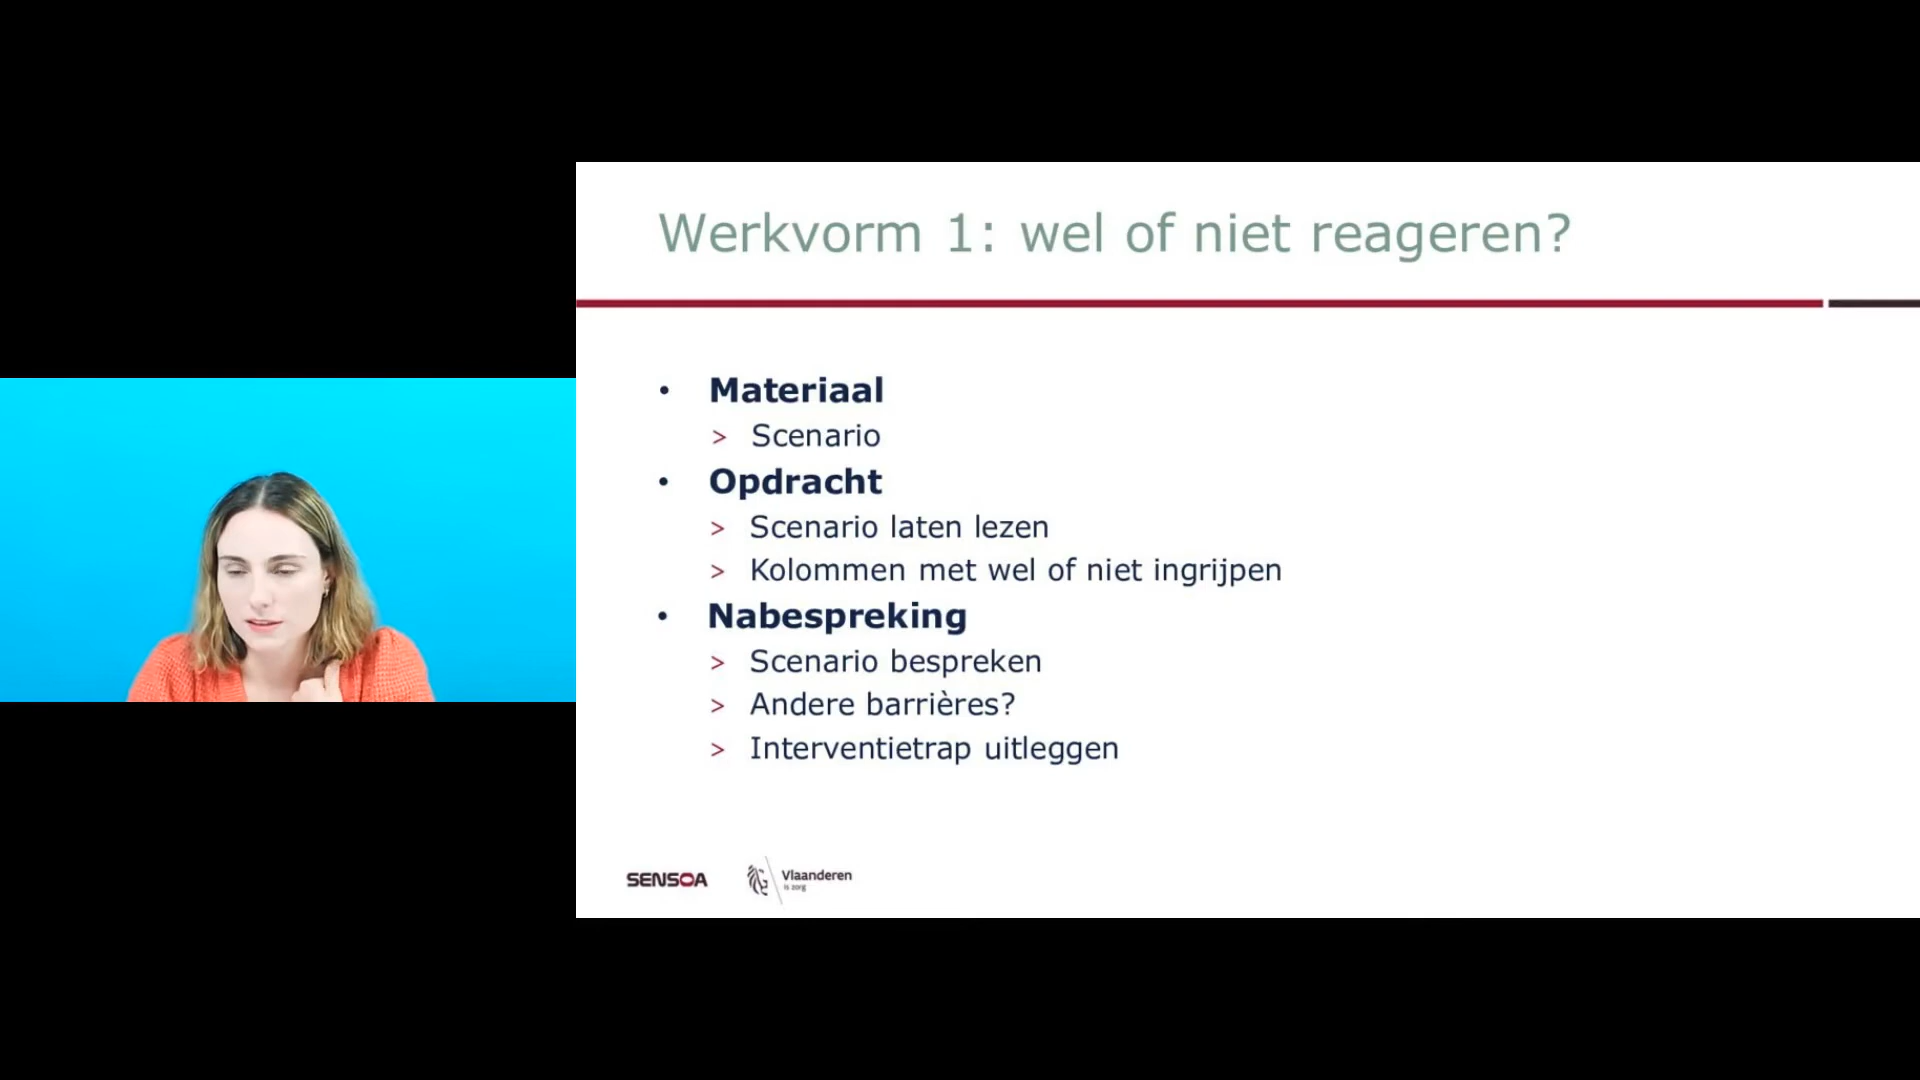 Werkvorm 1: wel of niet reageren?
• Materiaal
> Scenario
• Opdracht
> Scenario laten lezen
> Kolommen met wel of niet ingrijpen
• Nabespreking
> Scenario bespreken
> Andere barrières?
> Interventietrap uitleggen
SENSOA
Vlaanderen
is zorg